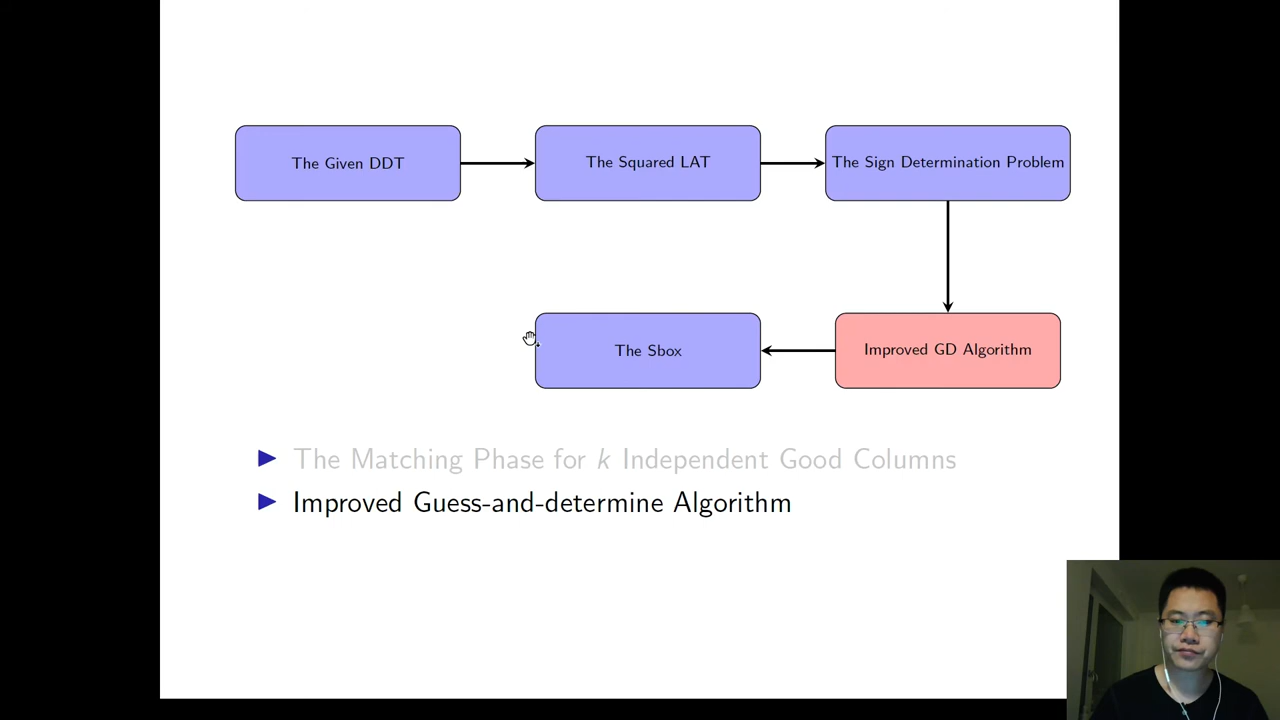 The Given DDT
The Squared LAT
The Sign Determination Problem
The Sbox
Improved GD Algorithm
The Matching Phase for k Independent Good Columns
Improved Guess-and-determine Algorithm